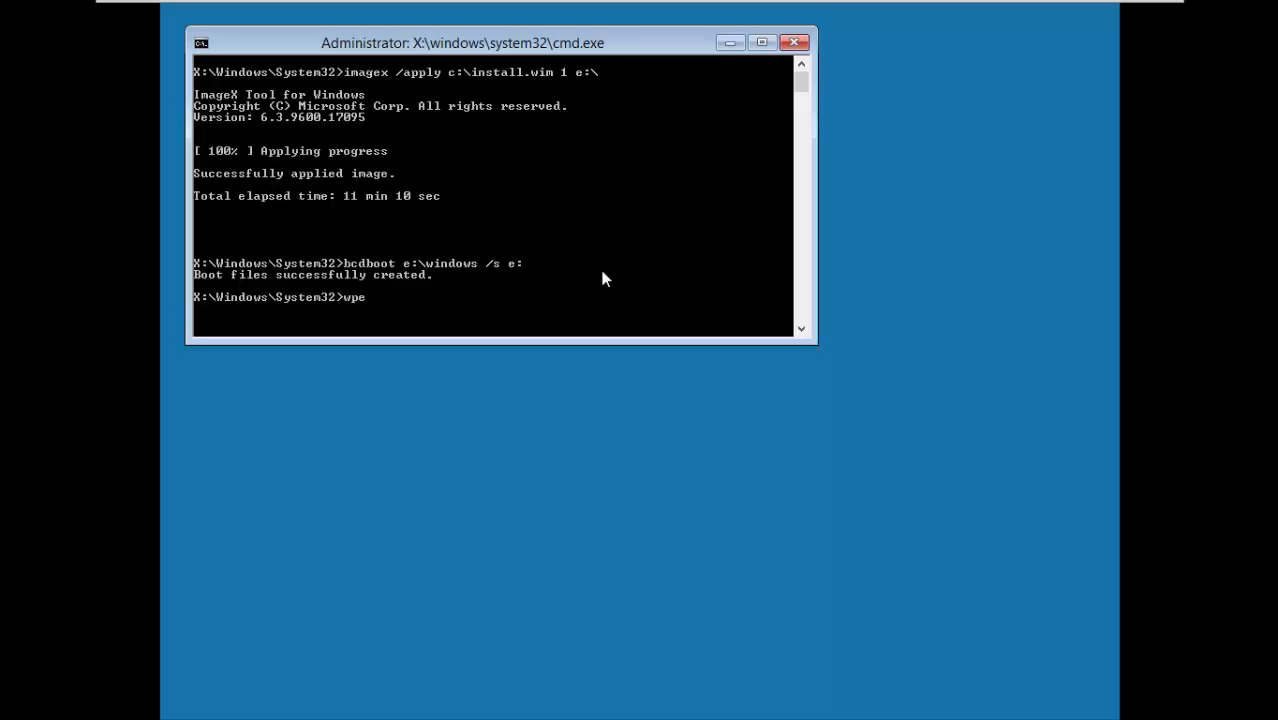 Administrator: X:\windows\system32\cmd.exe
X:\Windows\System32>imagex /apply c:\install.wim 1 e:\
ImageX Tool for Windows
Copyright (C) Microsoft Corp. All rights reserved.
Version: 6.3.9600.17095
[ 100% ] Applying progress
Successfully applied image.
Total elapsed time: 11 min 10 sec
X:\Windows\System32>bcdboot e:\windows /s e:
Boot files successfully created.
X:\Windows\System32>wpe